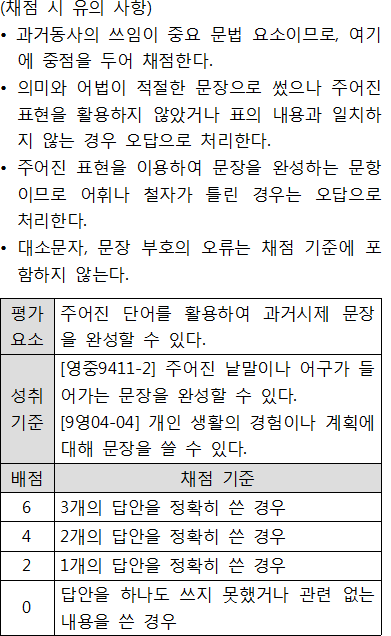 (채점 시 유의 사항)
• 과거동사의 쓰임이 중요 문법 요소이므로, 여기
에 중점을 두어 채점한다.
• 의미와 어법이 적절한 문장으로 썼으나 주어진
표현을 활용하지 않았거나 표의 내용과 일치하
지 않는 경우 오답으로 처리한다.
• 주어진 표현을 이용하여 문장을 완성하는 문항
이므로 어휘나 철자가 틀린 경우는 오답으로
처리한다.
• 대소문자, 문장 부호의 오류는 채점 기준에 포
함하지 않는다.
평가 주어진 단어를 활용하여 과거시제 문장
요소 을 완성할 수 있다.
[영중9411-2] 주어진 낱말이나 어구가 들
성취 어가는 문장을 완성할 수 있다.
기준 [9영04-04] 개인 생활의 경험이나 계획에
대해 문장을 쓸 수 있다.
배점 채점 기준
6 3개의 답안을 정확히 쓴 경우
4 2개의 답안을 정확히 쓴 경우
2 1개의 답안을 정확히 쓴 경우
0 답안을 하나도 쓰지 못했거나 관련 없는
내용을 쓴 경우